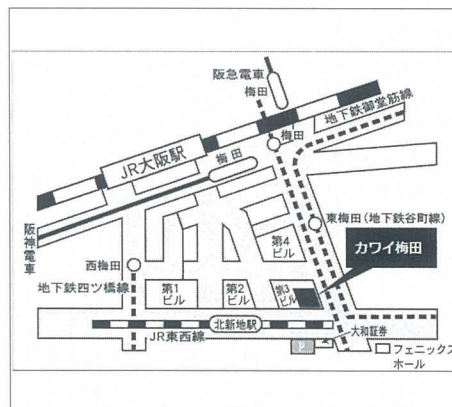 阪急電車
梅田
地下鉄御堂筋線
梅田
JR大阪駅
梅田
東梅田(地下鉄谷町線)
阪神電車
カワイ梅田
西梅田
第4
ビル
地下鉄四ツ橋線
第1
ビル
第2
ビル
第3
ビル
北新地駅
JR東西線
大和証券
P
フェニックス
ホール